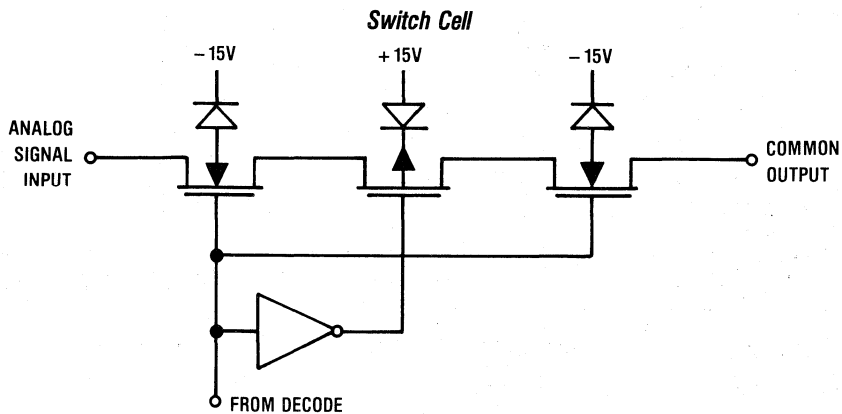 Switch Cell
– 15V
+ 15V
– 15V
ANALOG
SIGNAL
INPUT
COMMON
OUTPUT
FROM DECODE